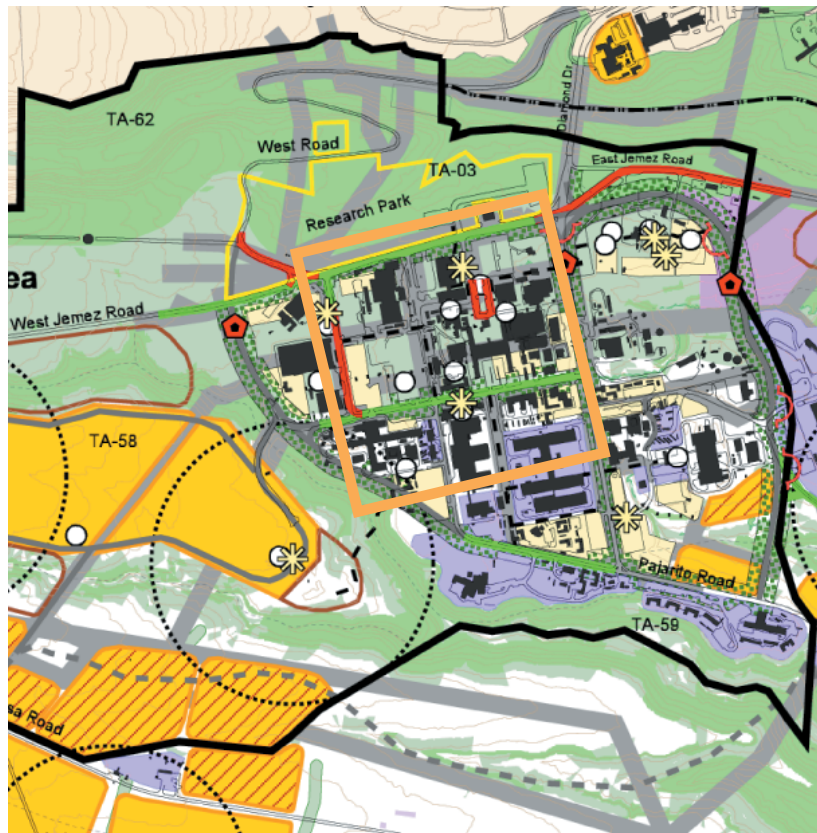 TA-62
Diamond Dr
West Road
East Jemez Road
TA-03
Research Park
ea
West Jemez Road
TA-58
Pajarito Road
TA-59
sa Road